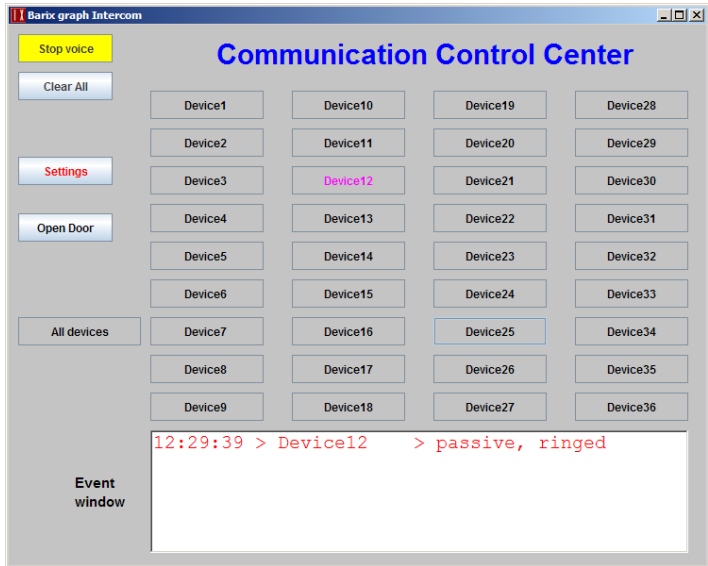 Barix graph Intercom
Stop voice
Communication Control Center
Clear All
Device1 Device10 Device19 Device28
Device2 Device11 Device20 Device29
Settings
Device3 Device12 Device21 Device30
Open Door
Device4 Device13 Device22 Device31
Device5 Device14 Device23 Device32
Device6 Device15 Device24 Device33
All devices
Device7 Device16 Device25 Device34
Device8 Device17 Device26 Device35
Device9 Device18 Device27 Device36
12:29:39 > Device12 > passive, ringed
Event
window